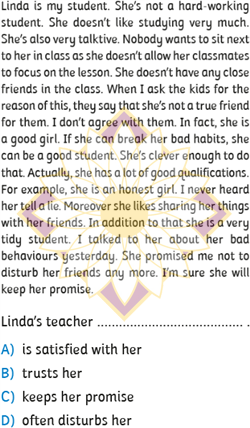 Linda is my student. She's not a hard-working
student. She doesn't like studying very much.
She's also very talktive. Nobody wants to sit next
to her in class as she doesn't allow her classmates
to focus on the lesson. She doesn't have any close
friends in the class. When I ask the kids for the
reason of this, they say that she's not a true friend
for them. I don't agree with them. In fact, she is
a good girl. If she can break her bad habits, she
can be a good student. She's clever enough to do
that. Actually, she has a lot of good qualifications.
For example, she is an honest girl. I never heard
her tell a lie. Moreover she likes sharing her things
with her friends. In addition to that she is a very
tidy student. I talked to her about her bad
behaviours yesterday. She promised me not to
disturb her friends any more. I'm sure she will
keep her promise.
Linda's teacher ........................................ .
A) is satisfied with her
B) trusts her
C) keeps her promise
D) often disturbs her